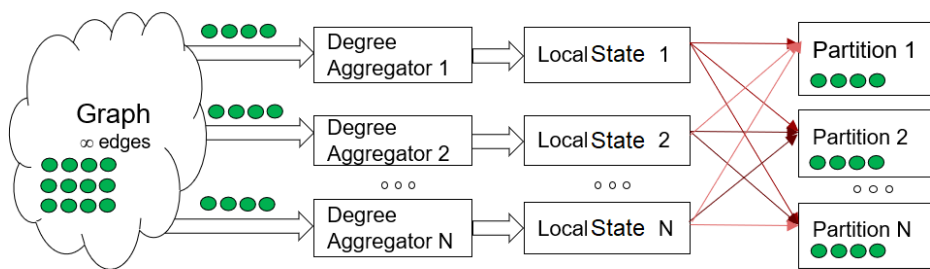 Graph
∞ edges
Degree
Aggregator 1
Local State 1
Partition 1
Degree
Aggregator 2
Local State 2
Partition 2
Degree
Aggregator N
Local State N
Partition N